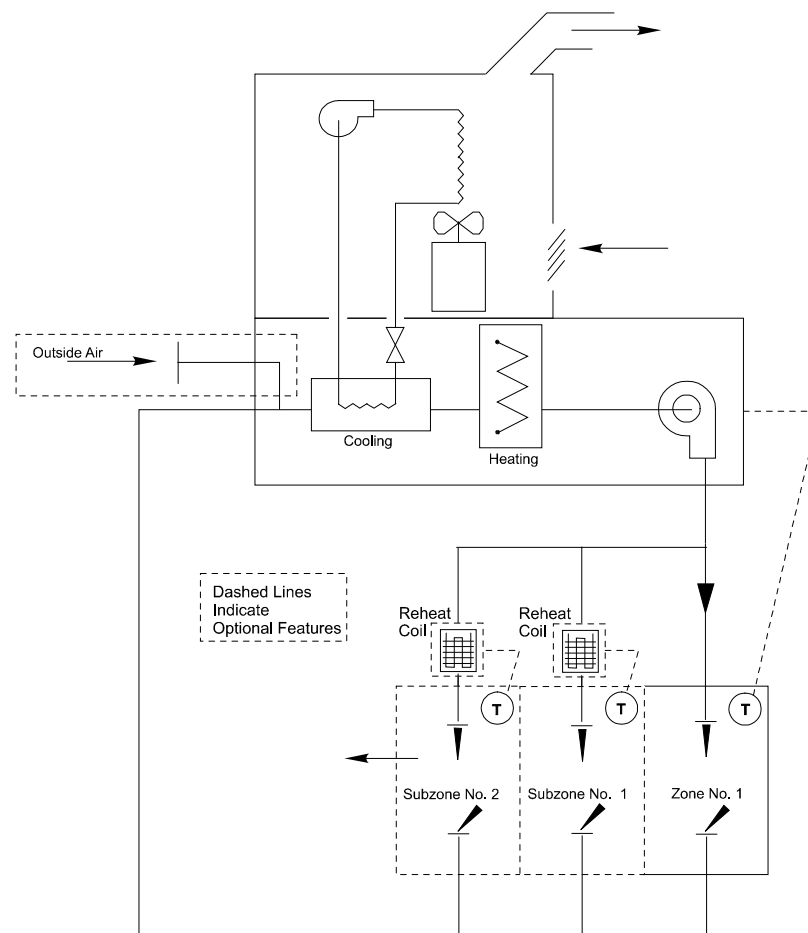 Outside Air
Cooling
Heating
Dashed Lines
Indicate
Optional Features
Reheat
Coil
Reheat
Coil
T
T
T
Subzone No. 2
Subzone No. 1
Zone No. 1